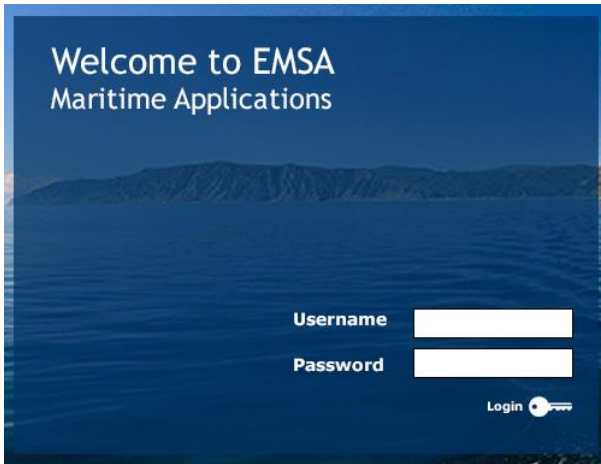 Welcome to EMSA
Maritime Applications
Username
Password
Login